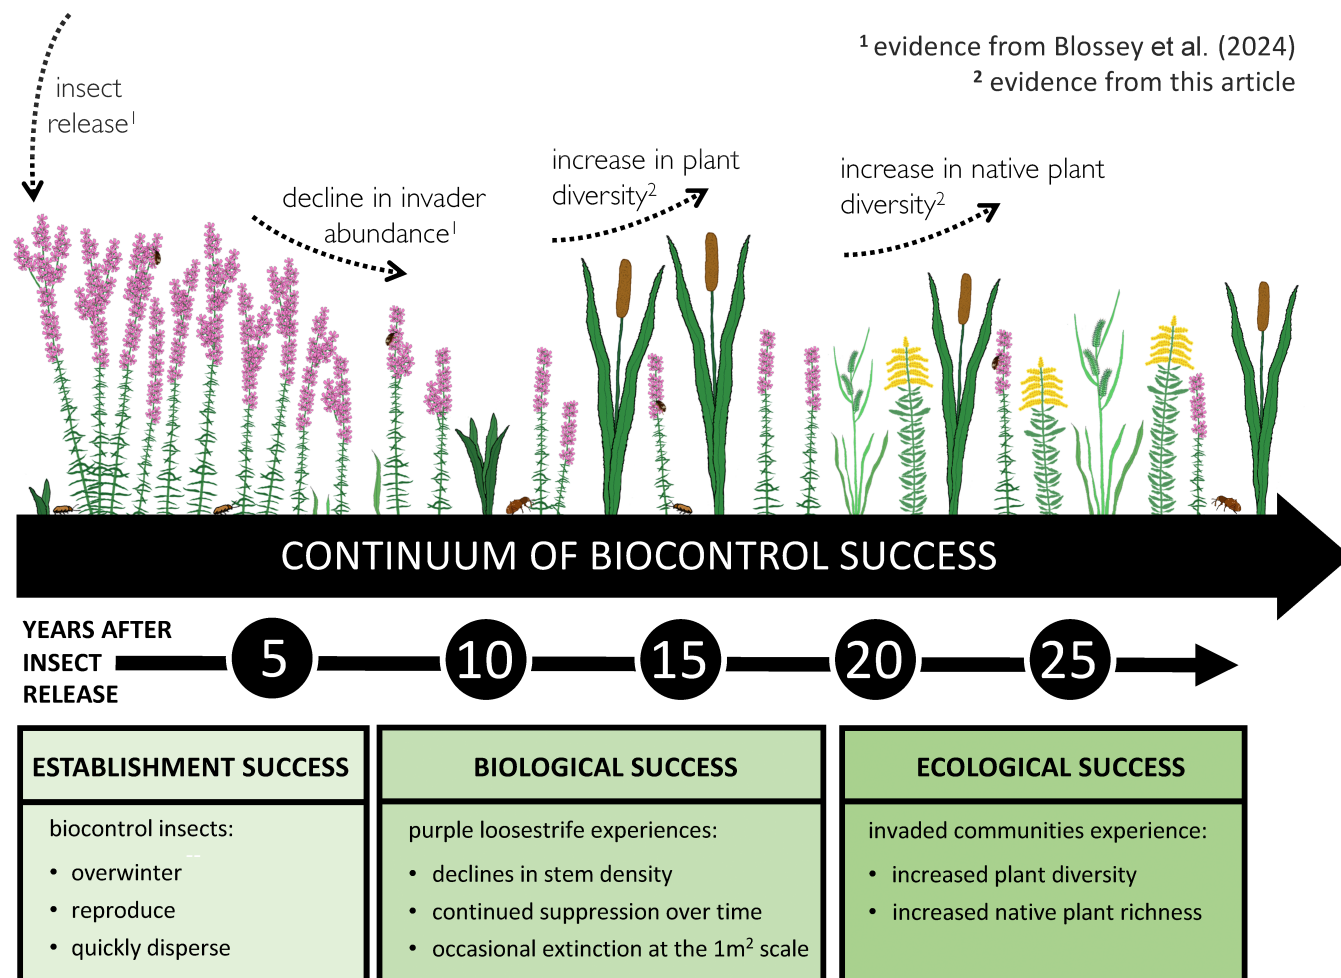 ¹ evidence from Blossey et al. (2024)
² evidence from this article
insect
release¹
decline in invader
abundance¹
increase in plant
diversity²
increase in native plant
diversity²
CONTINUUM OF BIOCONTROL SUCCESS
YEARS AFTER
INSECT
RELEASE
5
10
15
20
25
ESTABLISHMENT SUCCESS
biocontrol insects:
• overwinter
• reproduce
• quickly disperse
BIOLOGICAL SUCCESS
purple loosestrife experiences:
• declines in stem density
• continued suppression over time
• occasional extinction at the 1m² scale
ECOLOGICAL SUCCESS
invaded communities experience:
• increased plant diversity
• increased native plant richness